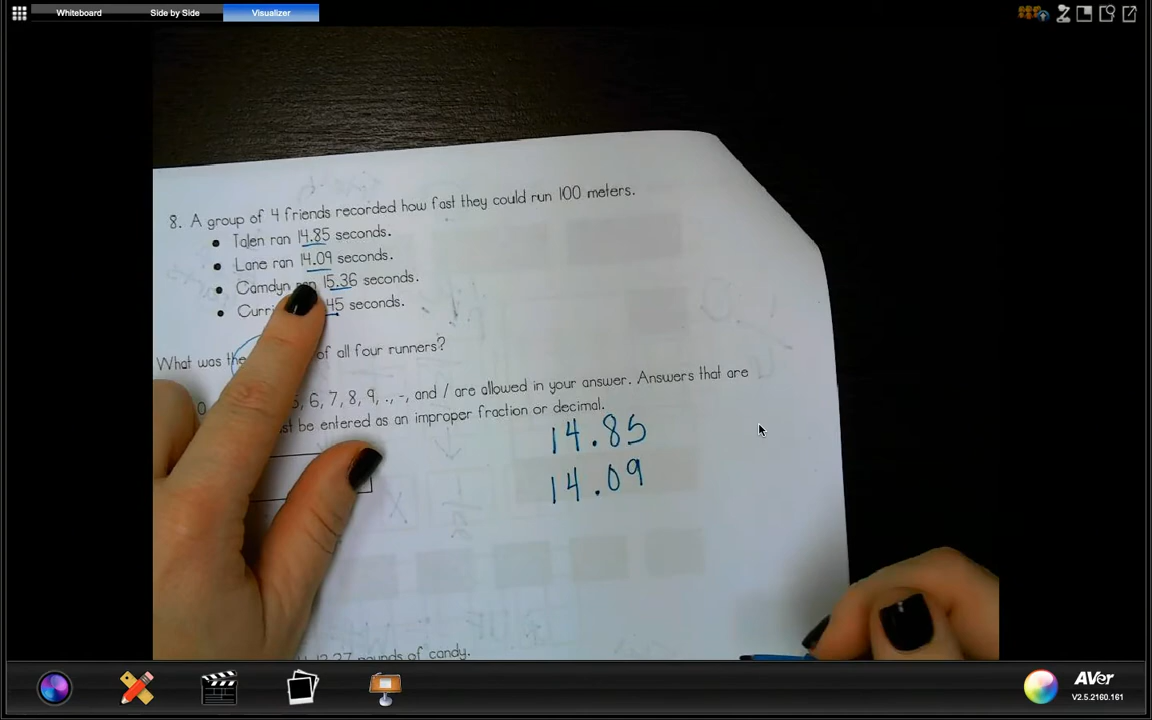 Whiteboard Side by Side Visualizer
8. A group of 4 friends recorded how fast they could run 100 meters.
• Talen ran 14.85 seconds.
• Lane ran 14.09 seconds.
• Camdyn ran 15.36 seconds.
• Curri 45 seconds.
What was the of all four runners?
0 6, 7, 8, 9, ., -, and / are allowed in your answer. Answers that are
be entered as an improper fraction or decimal.
14.85
14.09
pounds of candy.
AVer
V2.5.2160.161